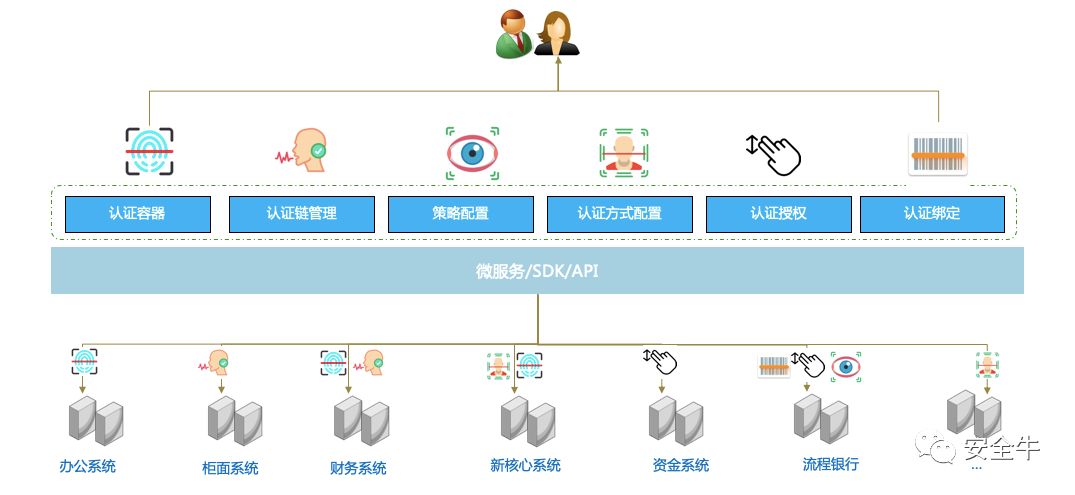 认证容器
认证链管理
策略配置
认证方式配置
认证授权
认证绑定
微服务/SDK/API
办公系统
柜面系统
财务系统
新核心系统
资金系统
流程银行
...
安全牛